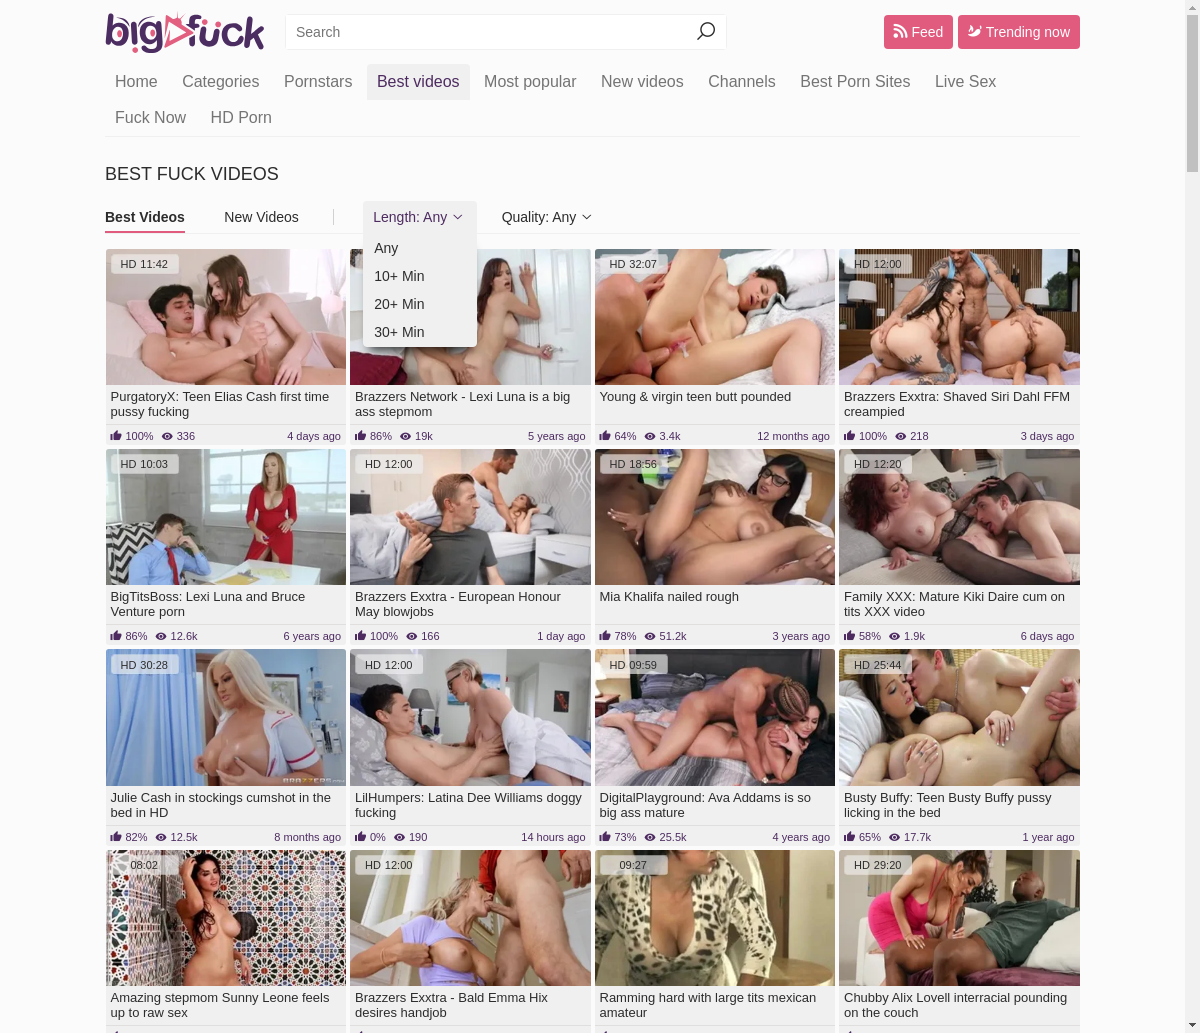 bigfuck
Search
Feed
Trending now
Home
Categories
Pornstars
Best videos
Most popular
New videos
Channels
Best Porn Sites
Live Sex
Fuck Now
HD Porn
BEST FUCK VIDEOS
Best Videos
New Videos
Length: Any
Quality: Any
Any
10+ Min
20+ Min
30+ Min
HD 11:42
HD 32:07
HD 12:00
PurgatoryX: Teen Elias Cash first time
pussy fucking
100% 336 4 days ago
Brazzers Network - Lexi Luna is a big
ass stepmom
86% 19k 5 years ago
Young & virgin teen butt pounded
64% 3.4k 12 months ago
Brazzers Exxtra: Shaved Siri Dahl FFM
creampied
100% 218 3 days ago
HD 10:03
HD 12:00
HD 18:56
HD 12:20
BigTitsBoss: Lexi Luna and Bruce
Venture porn
86% 12.6k 6 years ago
Brazzers Exxtra - European Honour
May blowjobs
100% 166 1 day ago
Mia Khalifa nailed rough
78% 51.2k 3 years ago
Family XXX: Mature Kiki Daire cum on
tits XXX video
58% 1.9k 6 days ago
HD 30:28
HD 12:00
HD 09:59
HD 25:44
BRAZZERS
Julie Cash in stockings cumshot in the
bed in HD
82% 12.5k 8 months ago
LilHumpers: Latina Dee Williams doggy
fucking
0% 190 14 hours ago
DigitalPlayground: Ava Addams is so
big ass mature
73% 25.5k 4 years ago
Busty Buffy: Teen Busty Buffy pussy
licking in the bed
65% 17.7k 1 year ago
08:02
HD 12:00
09:27
HD 29:20
Amazing stepmom Sunny Leone feels
up to raw sex
Brazzers Exxtra - Bald Emma Hix
desires handjob
Ramming hard with large tits mexican
amateur
Chubby Alix Lovell interracial pounding
on the couch